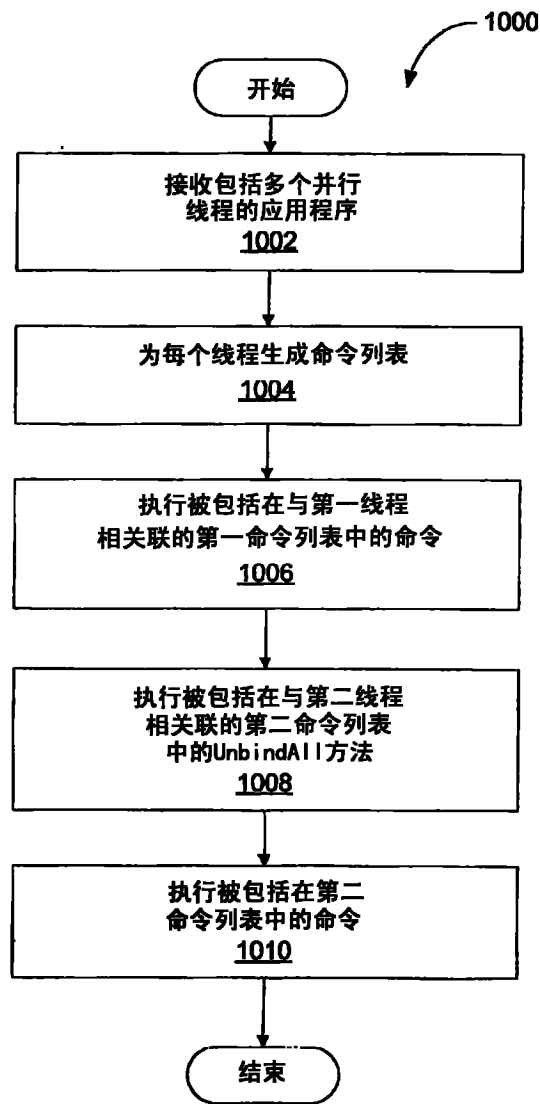 1000
开始
接收包括多个并行
线程的应用程序
1002
为每个线程生成命令列表
1004
执行被包括在与第一线程
相关联的第一命令列表中的命令
1006
执行被包括在与第二线程
相关联的第二命令列表
中的UnbindAll方法
1008
执行被包括在第二
命令列表中的命令
1010
结束